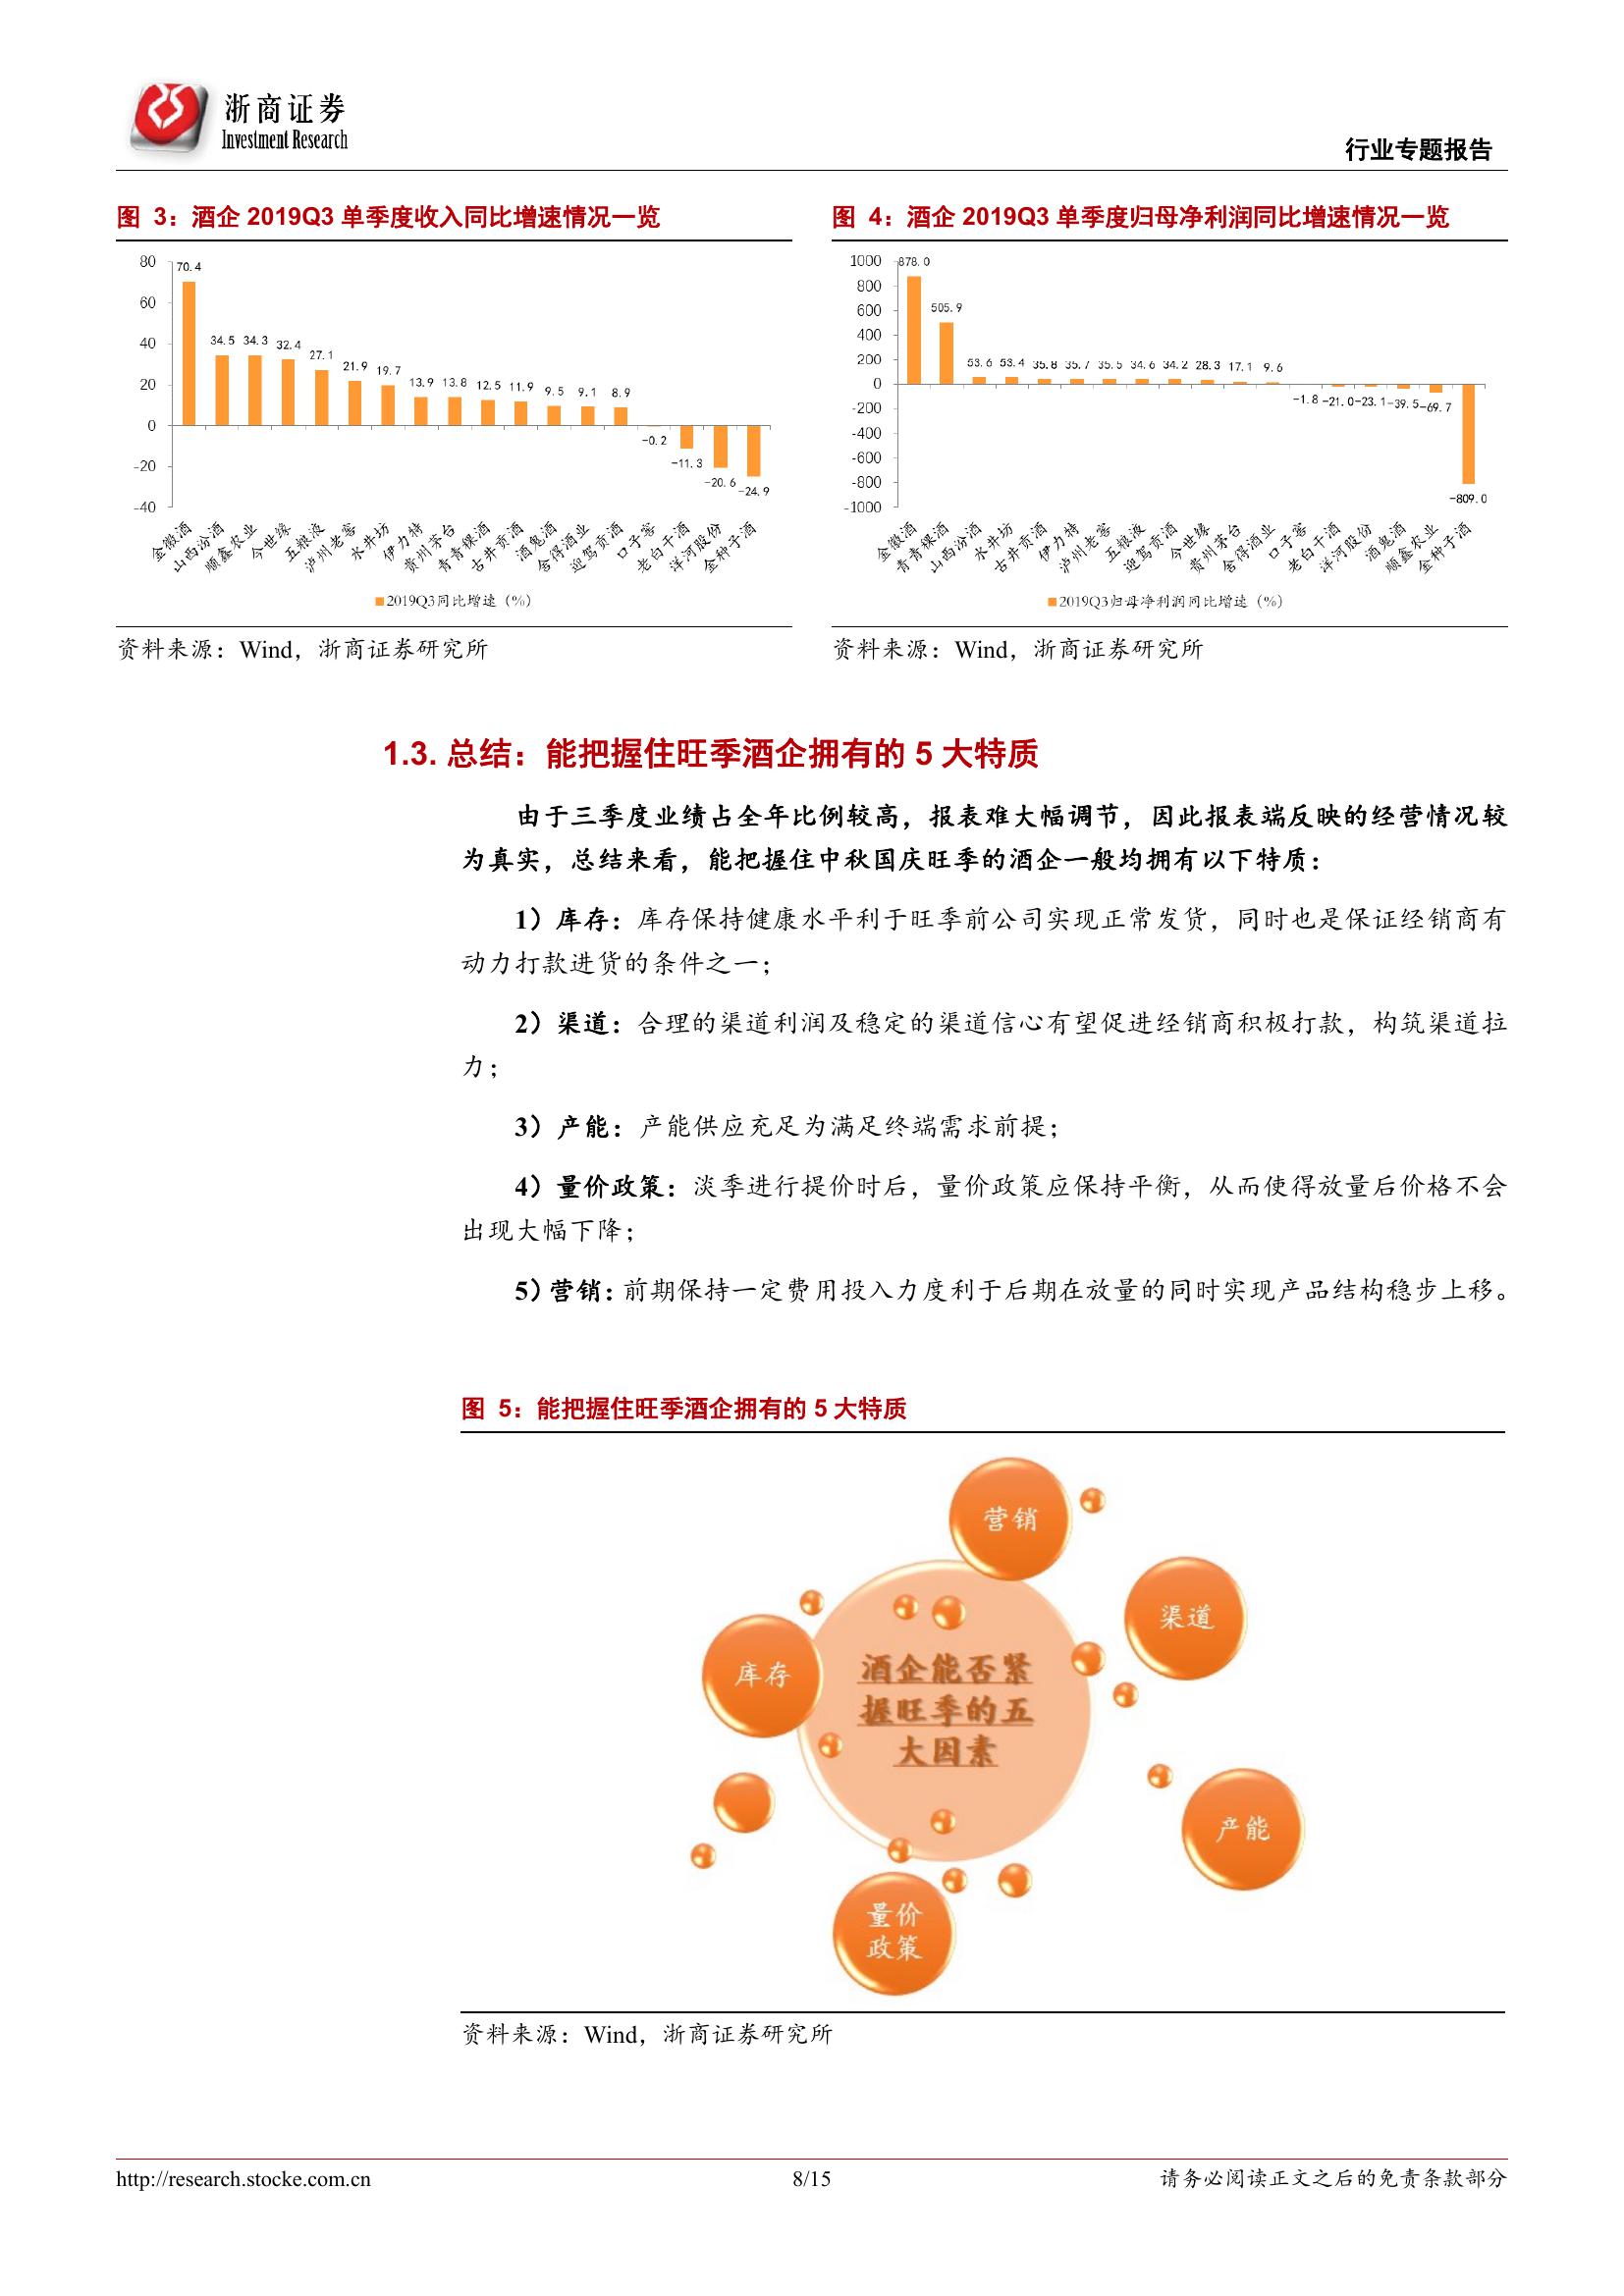 浙商证券
Investment Research
行业专题报告
图 3：酒企 2019Q3 单季度收入同比增速情况一览
80
60
40
20
0
-20
-40
70.4
34.5
34.3
32.4
27.1
21.9
19.7
13.9
13.8
12.5
11.9
9.5
9.1
8.9
-0.2
-11.3
-20.6
-24.9
金徽酒
山西汾酒
顺鑫农业
今世缘
五粮液
泸州老窖
水井坊
伊力特
贵州茅台
青青稞酒
古井贡酒
酒鬼酒
舍得酒业
迎驾贡酒
口子窖
老白干酒
洋河股份
金种子酒
2019Q3同比增速（%）
资料来源：Wind，浙商证券研究所
图 4：酒企 2019Q3 单季度归母净利润同比增速情况一览
1000
800
600
400
200
0
-200
-400
-600
-800
-1000
878.0
505.9
53.6
53.4
35.8
35.7
35.5
34.6
34.2
28.3
17.1
9.6
-1.8
-21.0
-23.1
-39.5
-69.7
-809.0
金徽酒
青青稞酒
山西汾酒
水井坊
古井贡酒
伊力特
泸州老窖
五粮液
迎驾贡酒
今世缘
贵州茅台
舍得酒业
口子窖
老白干酒
洋河股份
酒鬼酒
顺鑫农业
金种子酒
2019Q3归母净利润同比增速（%）
资料来源：Wind，浙商证券研究所
1.3. 总结：能把握住旺季酒企拥有的 5 大特质
由于三季度业绩占全年比例较高，报表难大幅调节，因此报表端反映的经营情况较
为真实，总结来看，能把握住中秋国庆旺季的酒企一般均拥有以下特质：
1）库存：库存保持健康水平利于旺季前公司实现正常发货，同时也是保证经销商有
动力打款进货的条件之一；
2）渠道：合理的渠道利润及稳定的渠道信心有望促进经销商积极打款，构筑渠道拉
力；
3）产能：产能供应充足为满足终端需求前提；
4）量价政策：淡季进行提价时后，量价政策应保持平衡，从而使得放量后价格不会
出现大幅下降；
5）营销：前期保持一定费用投入力度利于后期在放量的同时实现产品结构稳步上移。
图 5：能把握住旺季酒企拥有的 5 大特质
营销
渠道
库存
酒企能否紧
握旺季的五
大因素
产能
量价
政策
资料来源：Wind，浙商证券研究所
http://research.stocke.com.cn
8/15
请务必阅读正文之后的免责条款部分